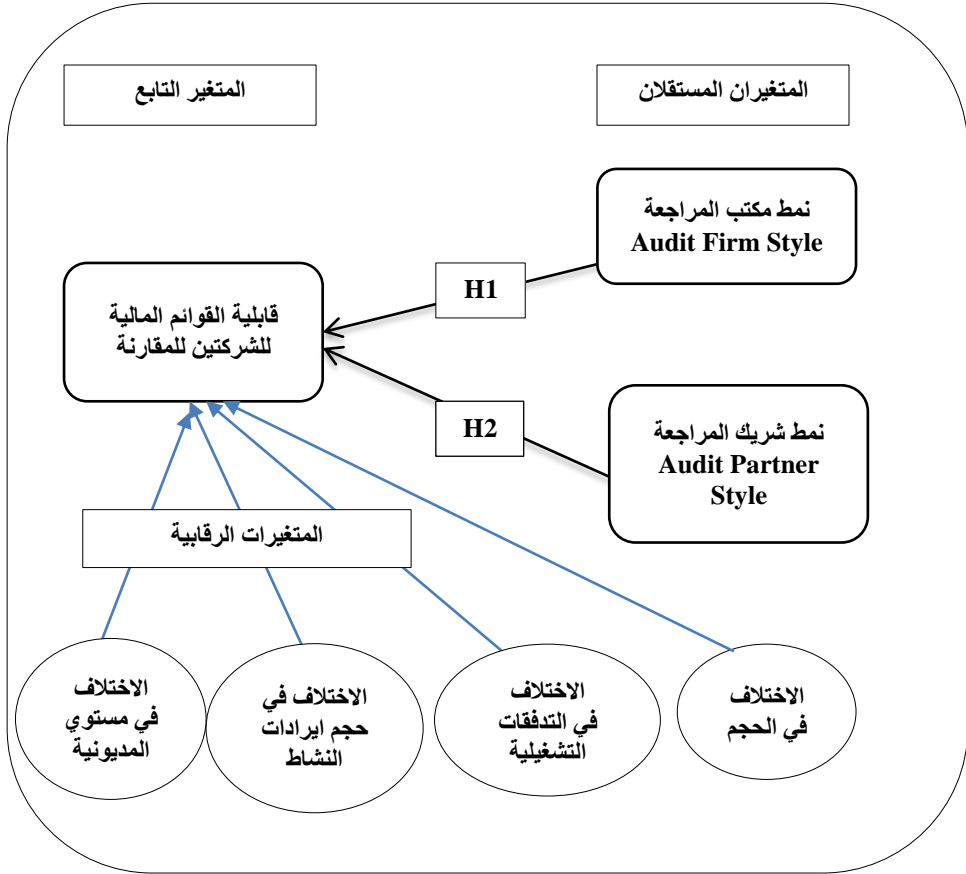 المتغيران المستقلان
المتغير التابع
نمط مكتب المراجعة
Audit Firm Style
H1
قابلية القوائم المالية
للشركتين للمقارنة
نمط شريك المراجعة
Audit Partner
Style
H2
المتغيرات الرقابية
الاختلاف
في الحجم
الاختلاف
في التدفقات
التشغيلية
الاختلاف في
حجم ايرادات
النشاط
الاختلاف
في مستوي
المديونية